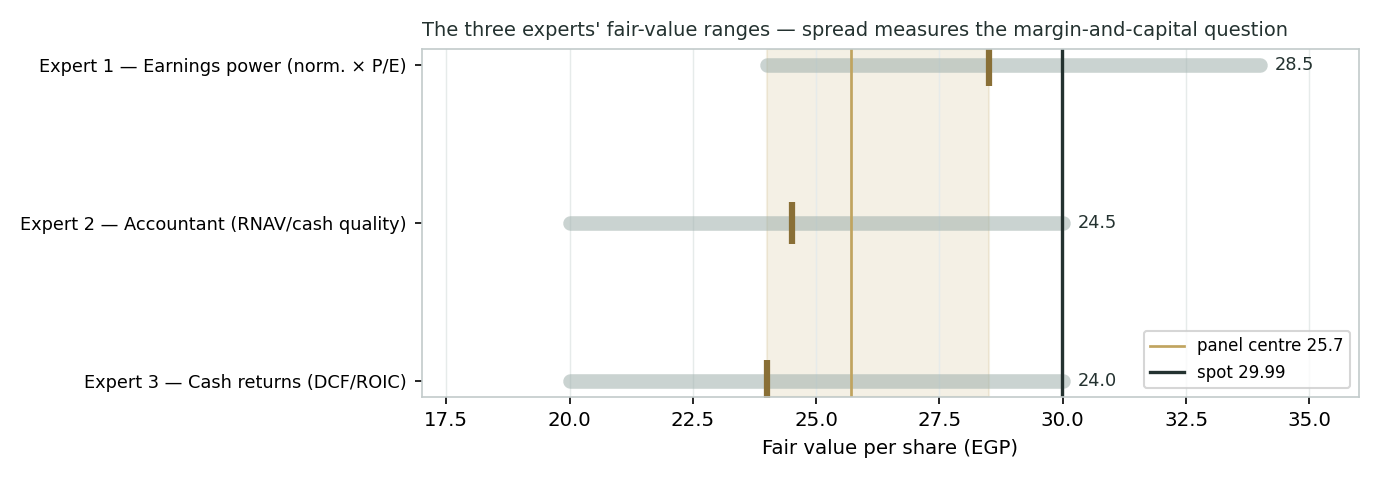 The three experts' fair-value ranges — spread measures the margin-and-capital question
Expert 1 — Earnings power (norm. × P/E)
28.5
Expert 2 — Accountant (RNAV/cash quality)
24.5
Expert 3 — Cash returns (DCF/ROIC)
24.0
panel centre 25.7
spot 29.99
17.5 20.0 22.5 25.0 27.5 30.0 32.5 35.0
Fair value per share (EGP)